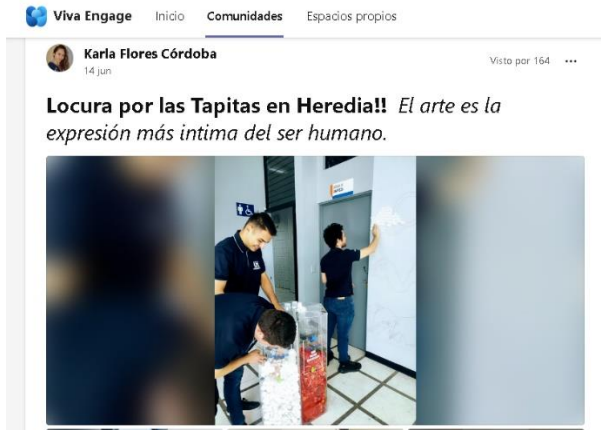 Viva Engage Inicio Comunidades Espacios propios
Karla Flores Córdoba
14 jun
Visto por 164
Locura por las Tapitas en Heredia!! El arte es la
expresión más intima del ser humano.